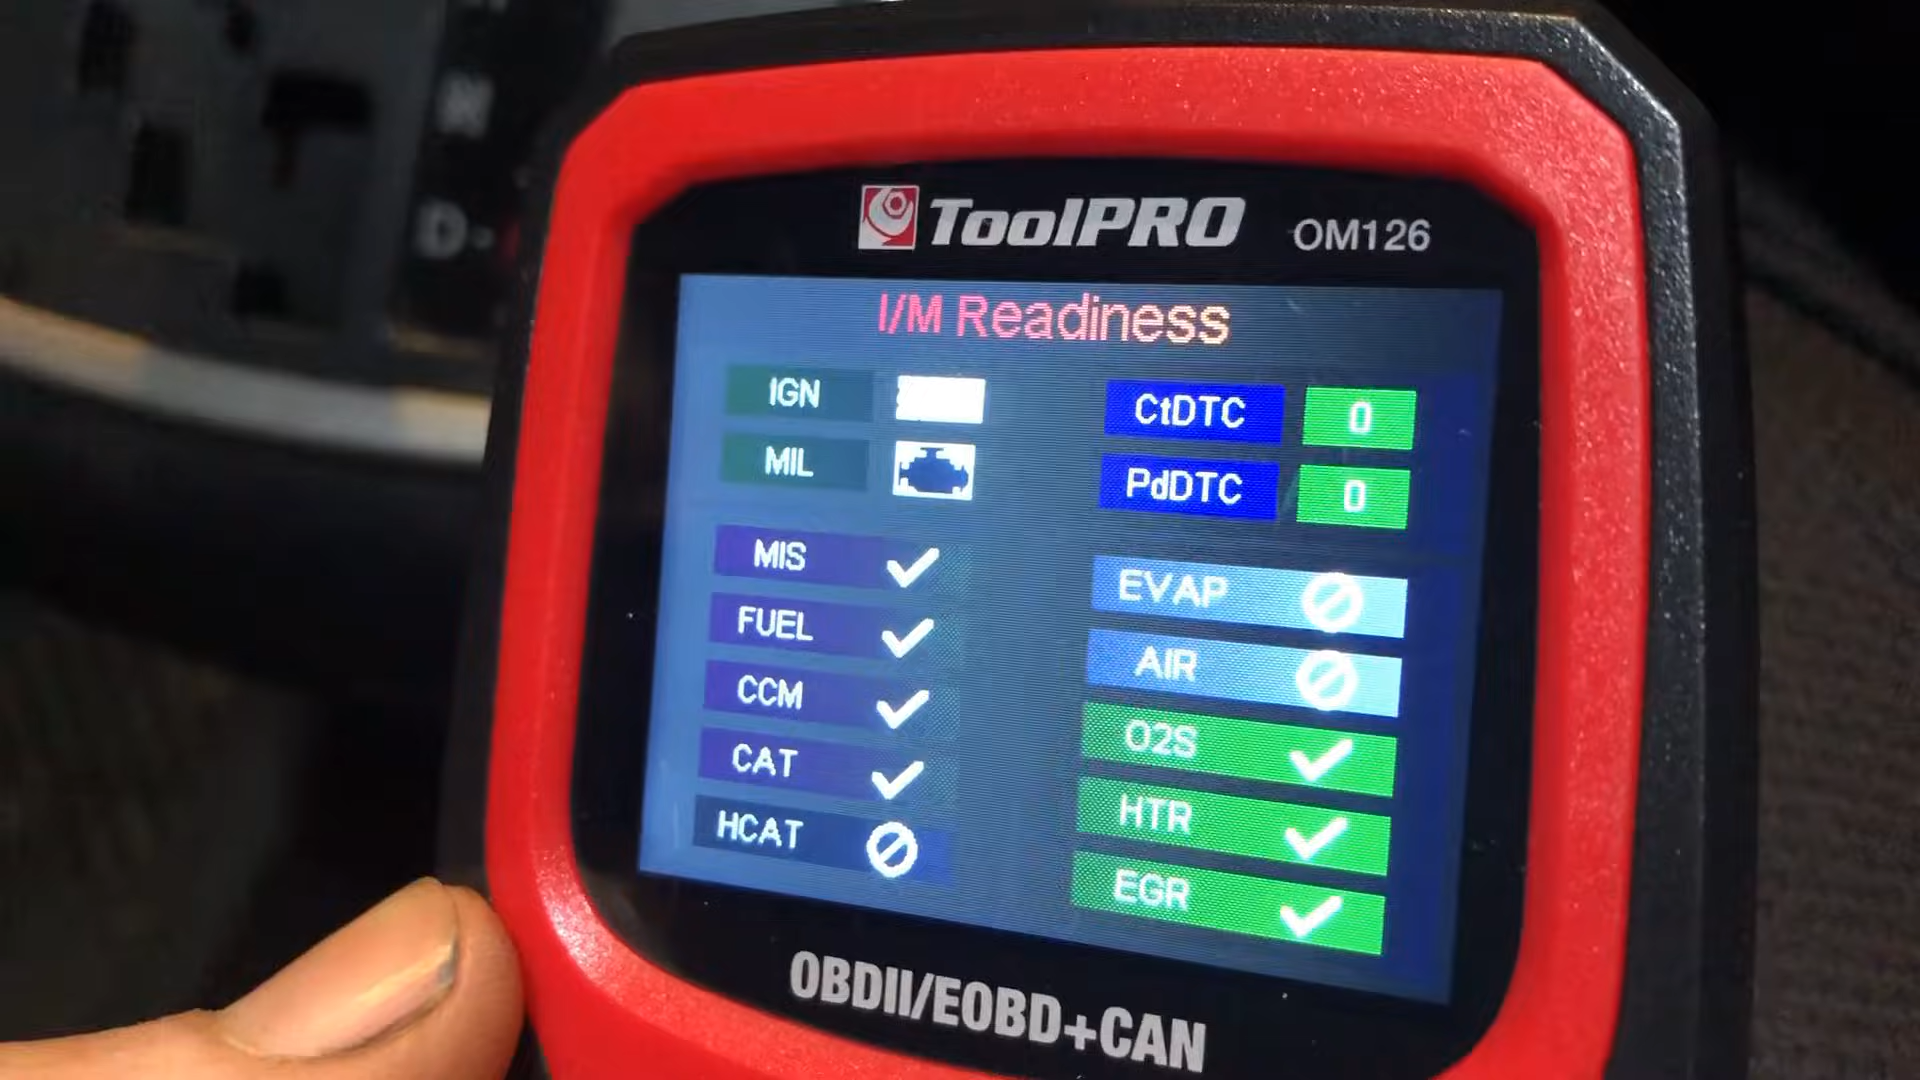 N
D-
ToolPRO OM126
I/M Readiness
IGN
MIL
CtDTC 0
PdDTC 0
MIS
FUEL
CCM
CAT
HCAT
EVAP
AIR
O2S
HTR
EGR
OBDII/EOBD+CAN